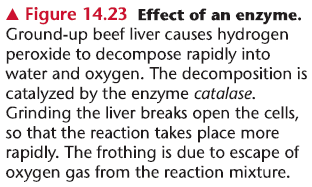 ▲ Figure 14.23 Effect of an enzyme.
Ground-up beef liver causes hydrogen
peroxide to decompose rapidly into
water and oxygen. The decomposition is
catalyzed by the enzyme catalase.
Grinding the liver breaks open the cells,
so that the reaction takes place more
rapidly. The frothing is due to escape of
oxygen gas from the reaction mixture.